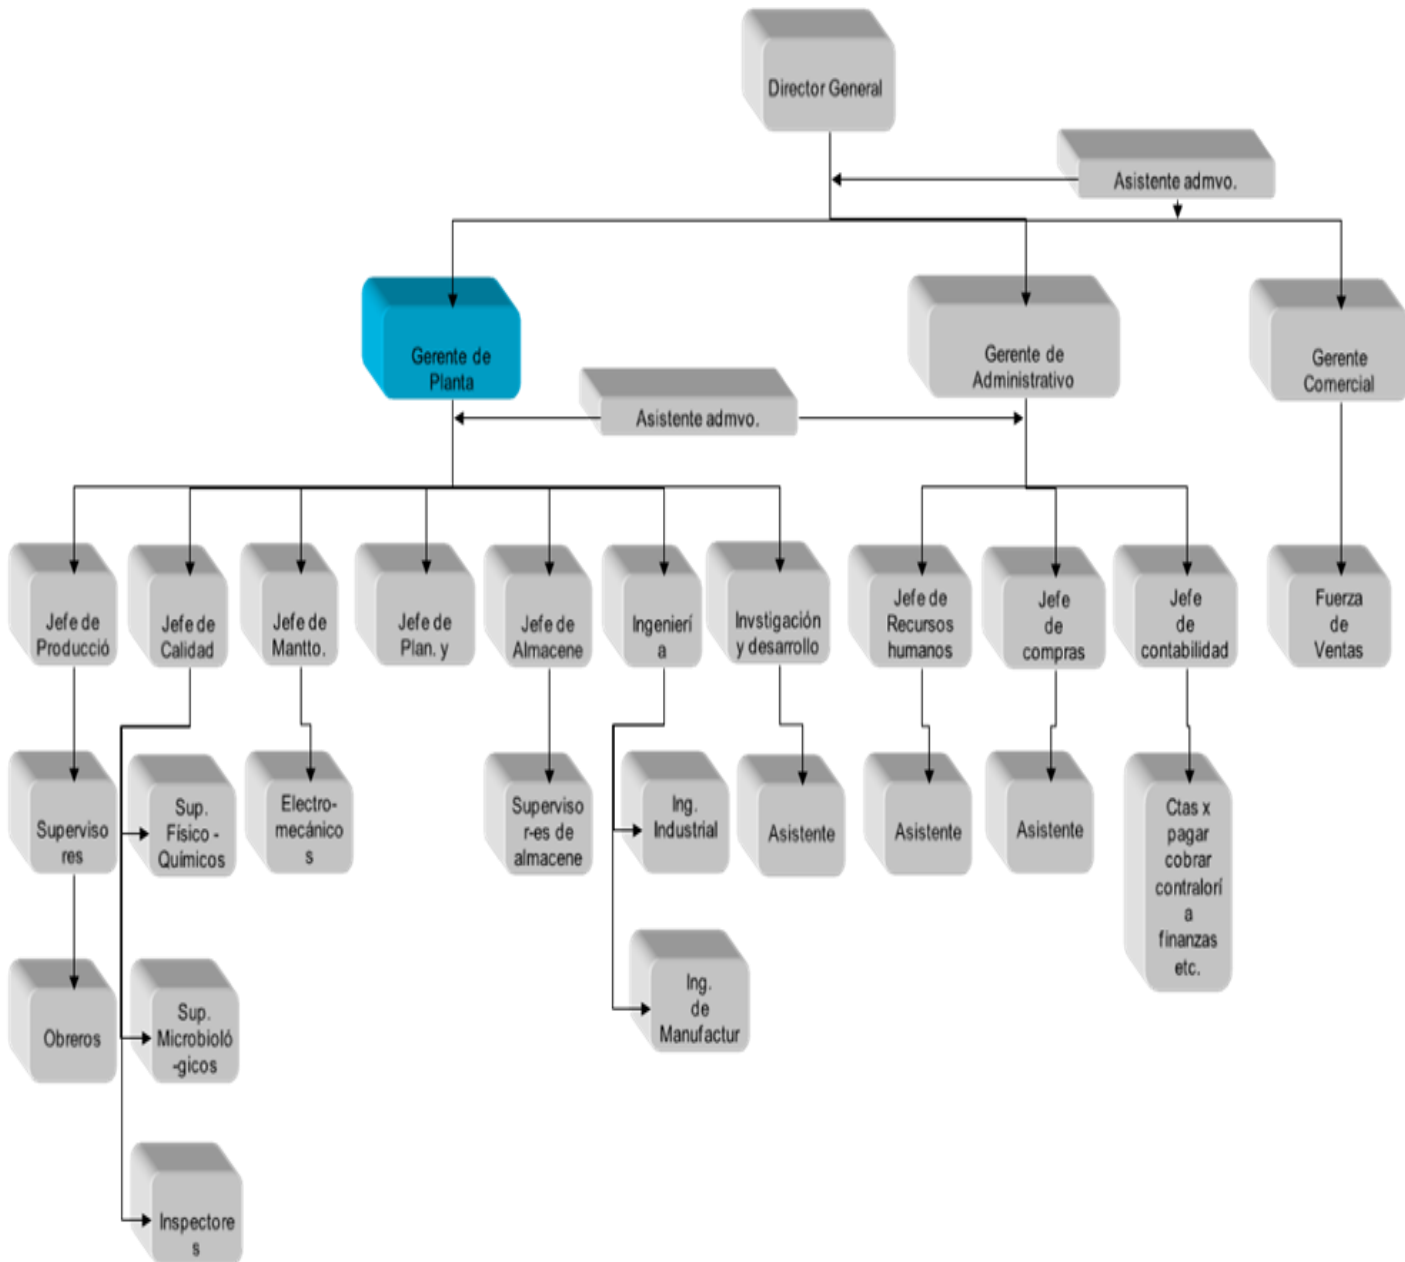 Director General
Asistente admvo.
Gerente de
Planta
Gerente de
Administrativo
Gerente
Comercial
Asistente admvo.
Jefe de
Producció
Jefe de
Calidad
Jefe de
Mantto.
Jefe de
Plan. y
Jefe de
Almacene
Ingenierí
a
Invstigación
y desarrollo
Jefe de
Recursos
humanos
Jefe
de
compras
Jefe
de
contabilidad
Fuerza
de
Ventas
Superviso
res
Sup.
Físico -
Químicos
Electro-
mecánico
s
Superviso
r-es de
almacene
Ing.
Industrial
Asistente
Asistente
Asistente
Ctas x
pagar
cobrar
contralorí
a
finanzas
etc.
Obreros
Sup.
Microbioló
-gicos
Ing.
de
Manufactur
Inspectore
s